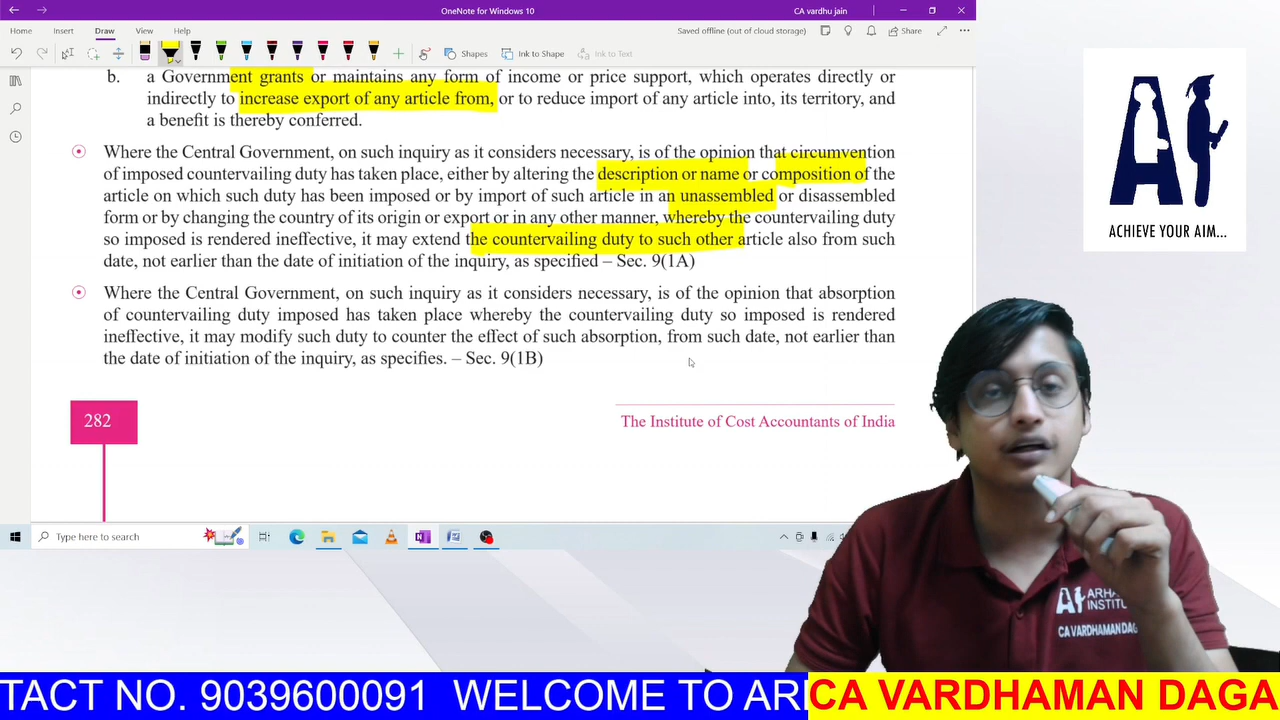 OneNote for Windows 10
CA vardhu jain
Home Insert Draw View Help
Saved offline (out of cloud storage)
Share
Shapes Ink to Shape Ink to Text
b. a Government grants or maintains any form of income or price support, which operates directly or
indirectly to increase export of any article from, or to reduce import of any article into, its territory, and
a benefit is thereby conferred.
Where the Central Government, on such inquiry as it considers necessary, is of the opinion that circumvention
of imposed countervailing duty has taken place, either by altering the description or name or composition of the
article on which such duty has been imposed or by import of such article in an unassembled or disassembled
form or by changing the country of its origin or export or in any other manner, whereby the countervailing duty
so imposed is rendered ineffective, it may extend the countervailing duty to such other article also from such
date, not earlier than the date of initiation of the inquiry, as specified – Sec. 9(1A)
Where the Central Government, on such inquiry as it considers necessary, is of the opinion that absorption
of countervailing duty imposed has taken place whereby the countervailing duty so imposed is rendered
ineffective, it may modify such duty to counter the effect of such absorption, from such date, not earlier than
the date of initiation of the inquiry, as specifies. – Sec. 9(1B)
282
The Institute of Cost Accountants of India
Type here to search
AI
ACHIEVE YOUR AIM...
AI ARHA
INSTITU
CA VARDHAMAN DAGA
TACT NO. 9039600091 WELCOME TO AR
CA VARDHAMAN DAGA